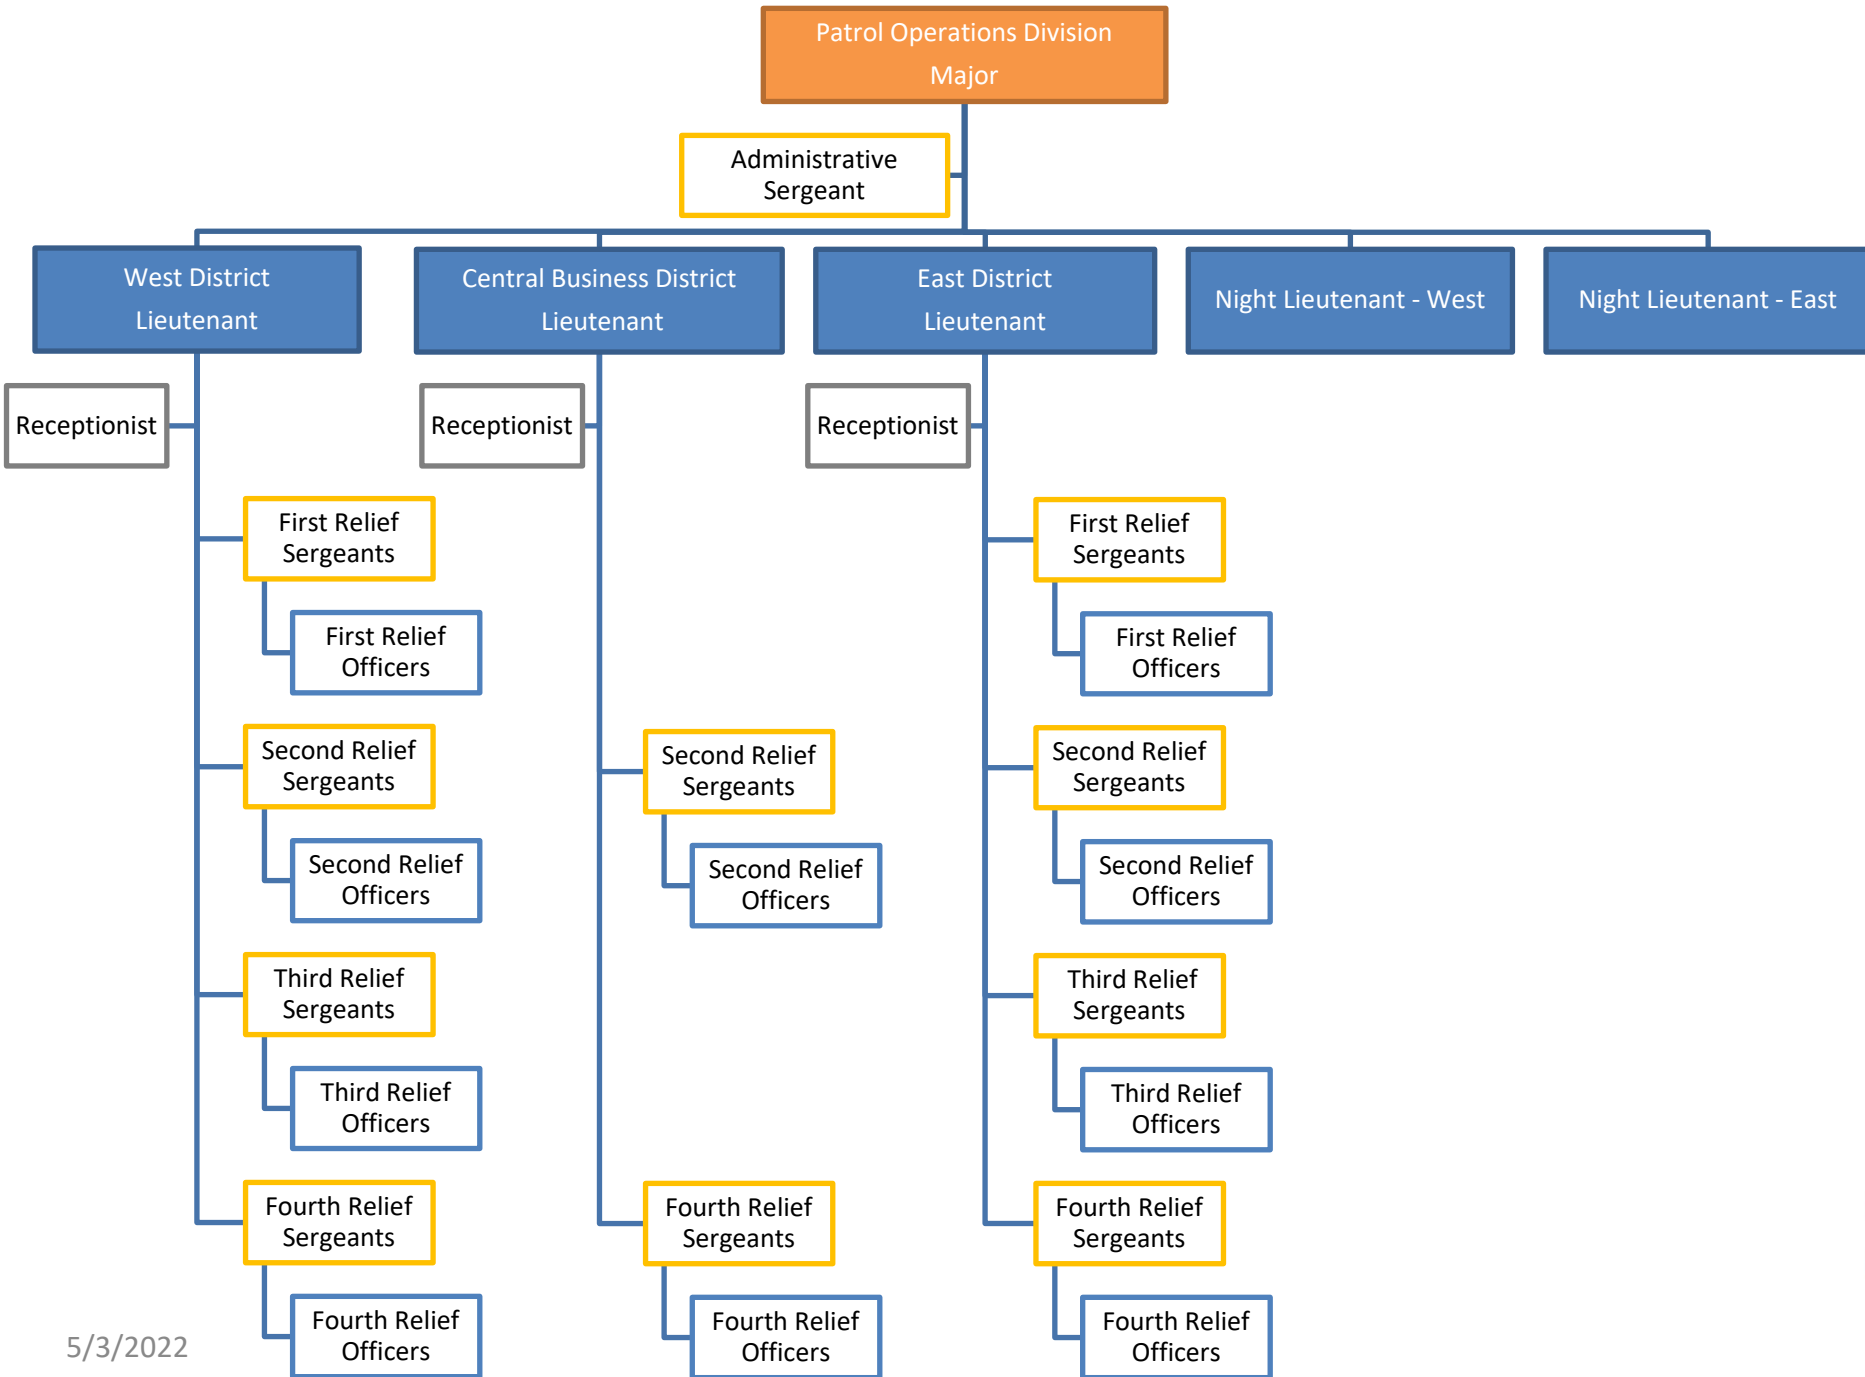 Patrol Operations Division
Major
Administrative
Sergeant
West District
Lieutenant
Central Business District
Lieutenant
East District
Lieutenant
Night Lieutenant - West
Night Lieutenant - East
Receptionist
Receptionist
Receptionist
First Relief
Sergeants
First Relief
Officers
Second Relief
Sergeants
Second Relief
Officers
Third Relief
Sergeants
Third Relief
Officers
Fourth Relief
Sergeants
Fourth Relief
Officers
Second Relief
Sergeants
Second Relief
Officers
Fourth Relief
Sergeants
Fourth Relief
Officers
First Relief
Sergeants
First Relief
Officers
Second Relief
Sergeants
Second Relief
Officers
Third Relief
Sergeants
Third Relief
Officers
Fourth Relief
Sergeants
Fourth Relief
Officers
5/3/2022